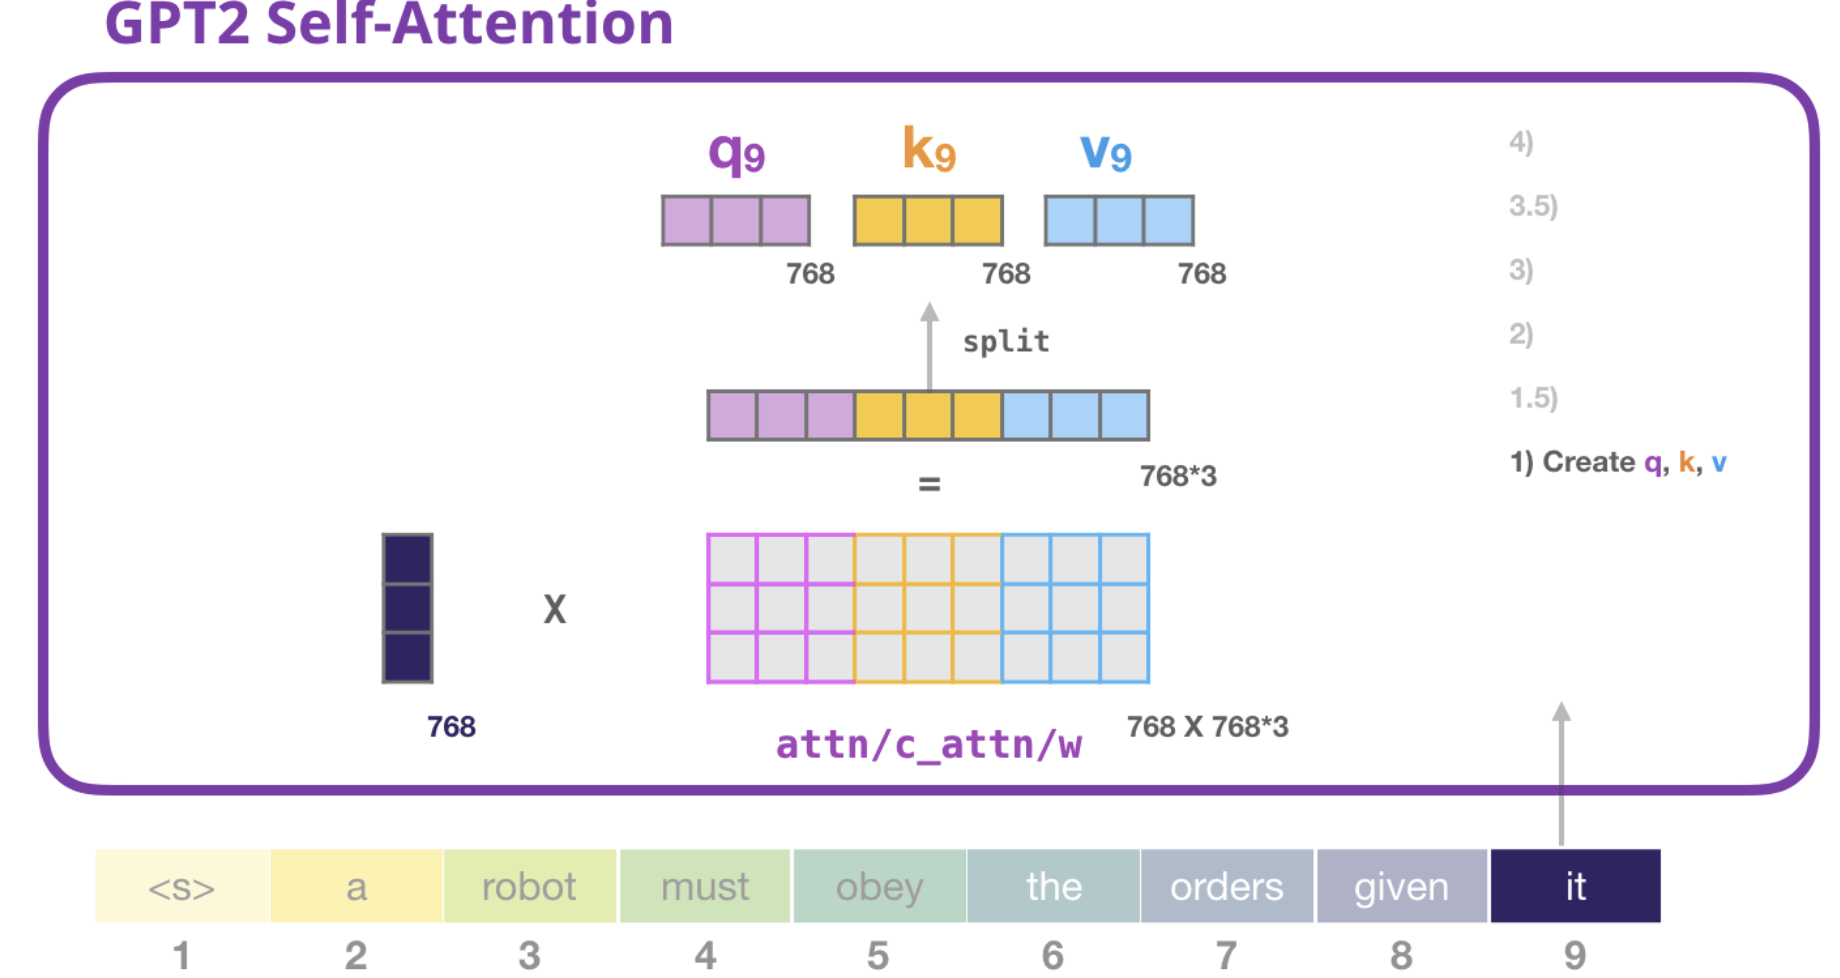 GPT2 Self-Attention
q9 k9 v9
768 768 768
split
768*3
=
X
768
attn/c_attn/w
768 X 768*3
4)
3.5)
3)
2)
1.5)
1) Create q, k, v
<s> a robot must obey the orders given it
1 2 3 4 5 6 7 8 9